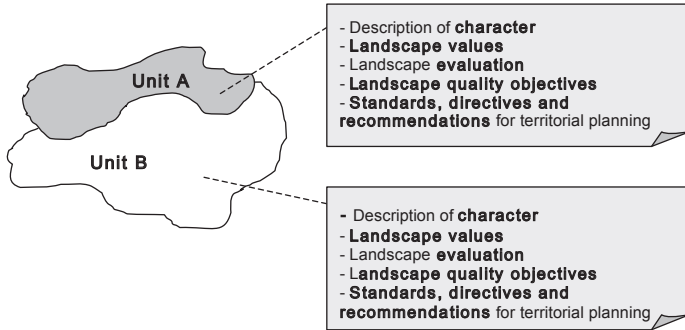 Unit A
Unit B
- Description of character
- Landscape values
- Landscape evaluation
- Landscape quality objectives
- Standards, directives and
recommendations for territorial planning
- Description of character
- Landscape values
- Landscape evaluation
- Landscape quality objectives
- Standards, directives and
recommendations for territorial planning